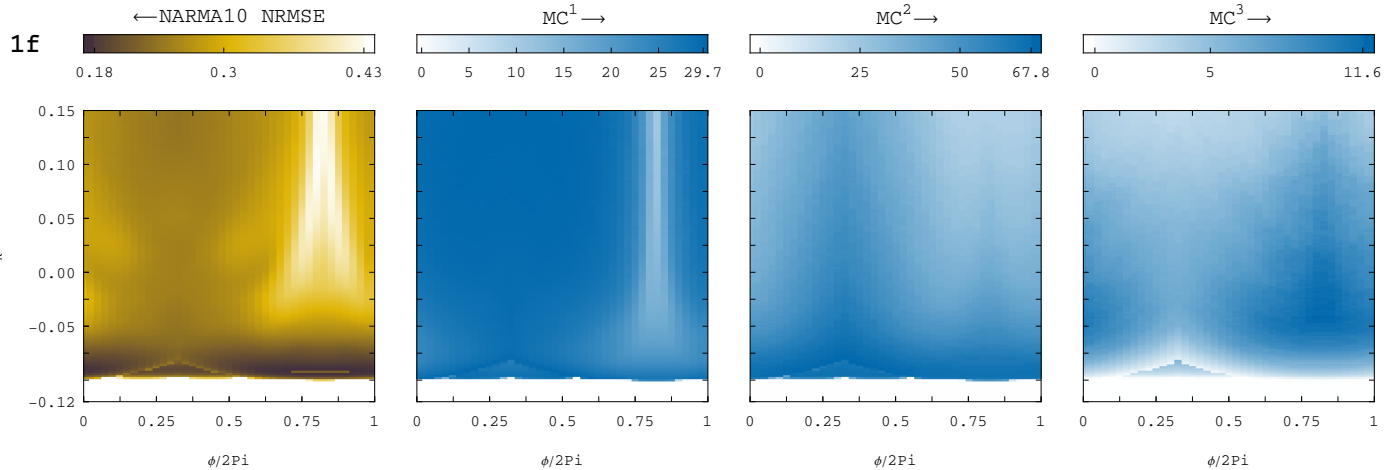 ←NARMA10 NRMSE MC¹→ MC²→ MC³→
1f
0.18 0.3 0.43 0 5 10 15 20 25 29.7 0 25 50 67.8 0 5 11.6
0.15
0.10
0.05
0.00
−0.05
−0.12
0 0.25 0.5 0.75 1 0 0.25 0.5 0.75 1 0 0.25 0.5 0.75 1 0 0.25 0.5 0.75 1
ϕ/2Pi ϕ/2Pi ϕ/2Pi ϕ/2Pi